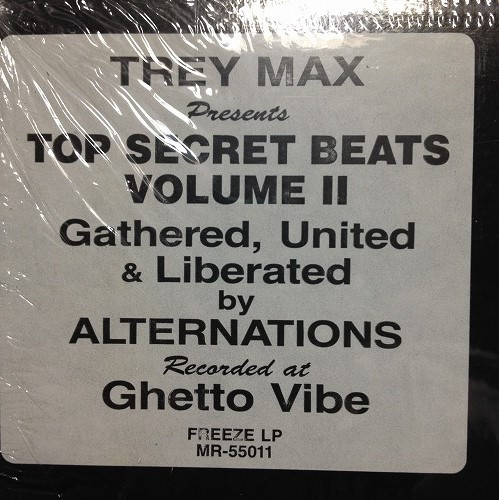 TREY MAX
Presents
TOP SECRET BEATS
VOLUME II
Gathered, United
& Liberated
by
ALTERNATIONS
Recorded at
Ghetto Vibe
FREEZE LP
MR-55011